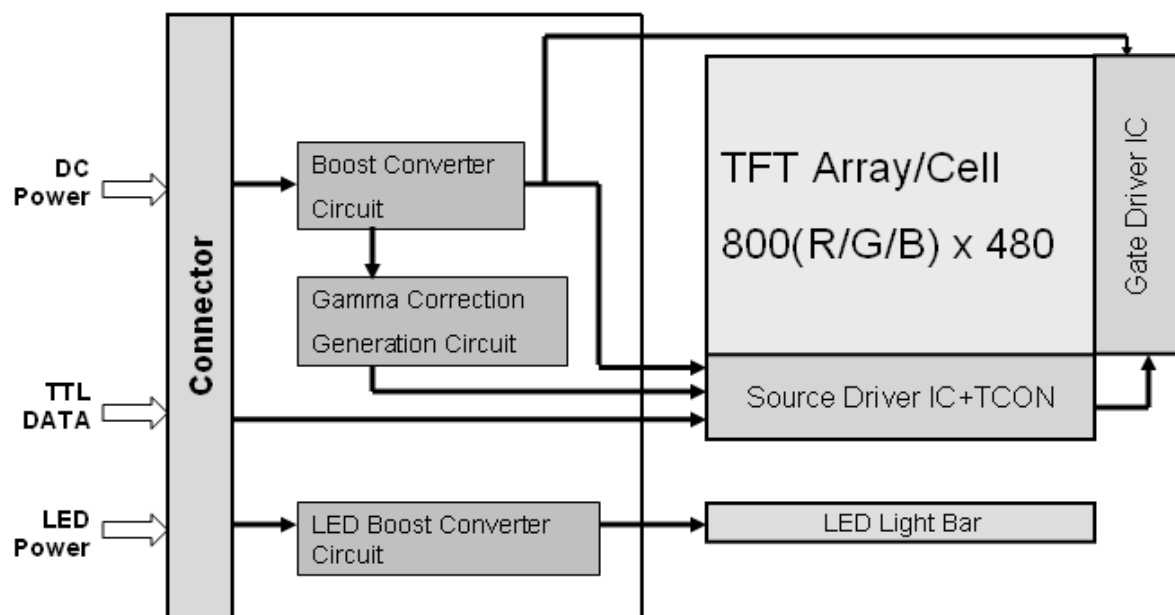 DC
Power
TTL
DATA
LED
Power
Connector
Boost Converter
Circuit
Gamma Correction
Generation Circuit
LED Boost Converter
Circuit
TFT Array/Cell
800(R/G/B) x 480
Gate Driver IC
Source Driver IC+TCON
LED Light Bar